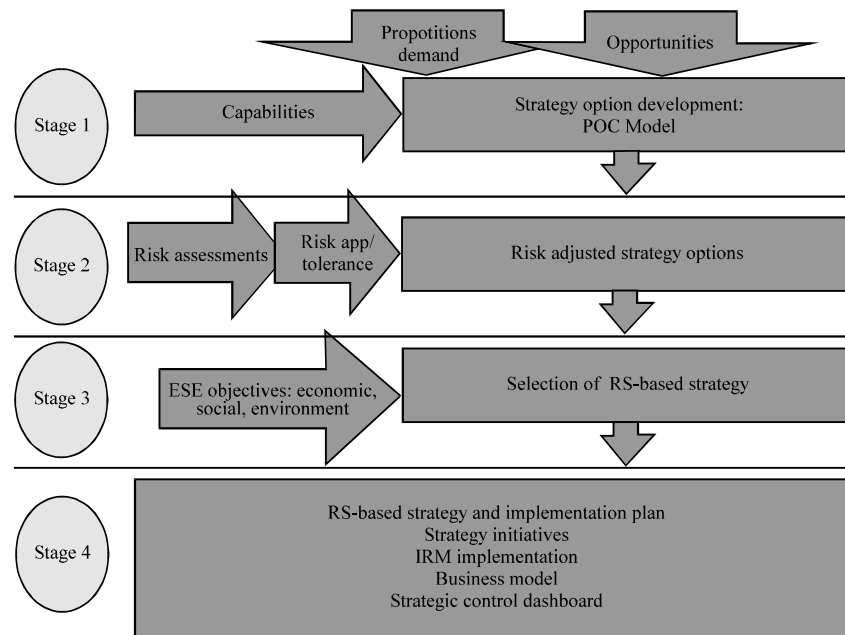 Propotitions
demand
Opportunities
Stage 1
Capabilities
Strategy option development:
POC Model
Stage 2
Risk assessments
Risk app/
tolerance
Risk adjusted strategy options
Stage 3
ESE objectives: economic,
social, environment
Selection of RS-based strategy
Stage 4
RS-based strategy and implementation plan
Strategy initiatives
IRM implementation
Business model
Strategic control dashboard